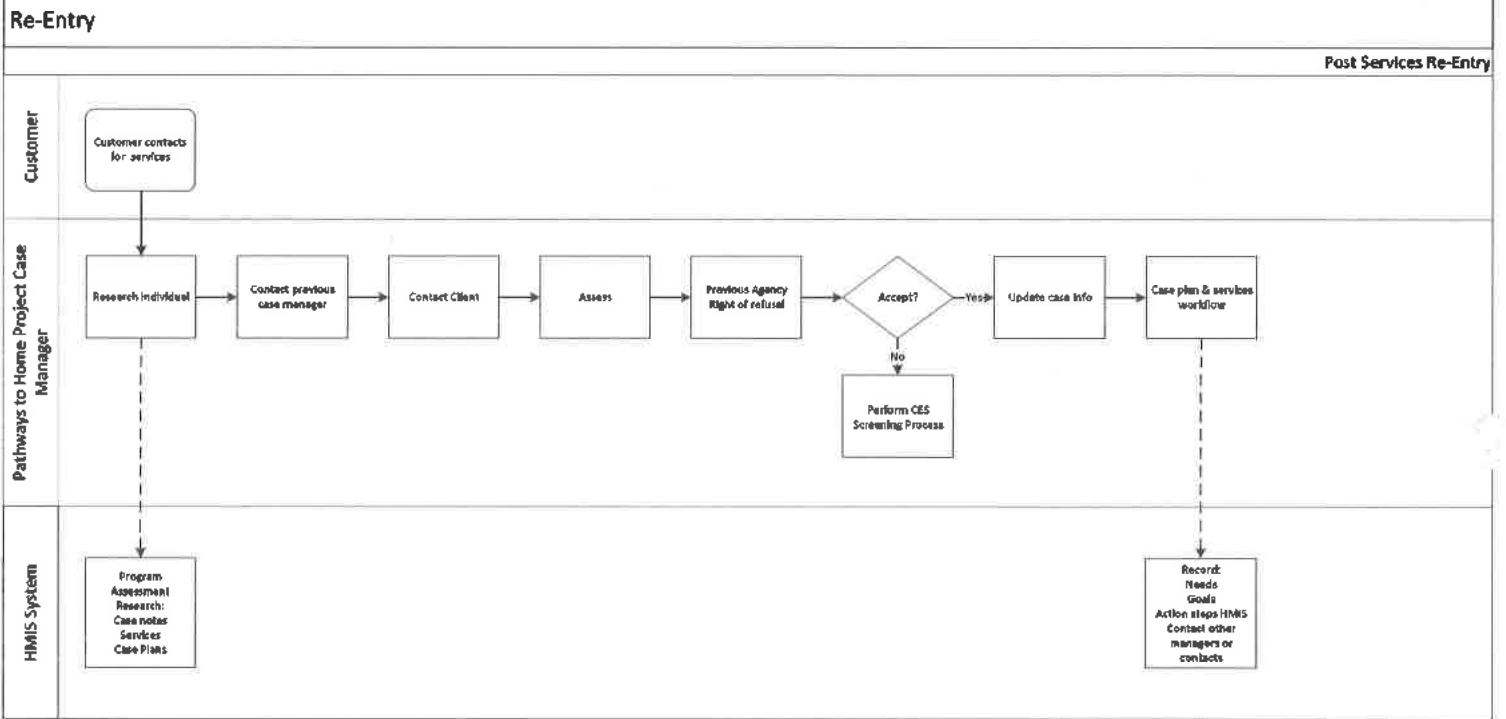 Re-Entry
Post Services Re-Entry
Customer
Customer contacts
for services
Pathways to Home Project Case
Manager
Research Individual
Contact previous
case manager
Contact Client
Assess
Previous Agency
Right of refusal
Accept?
Yes
Update case info
Case plan & services
workflow
No
Perform CES
Screening Process
HMIS System
Program
Assessment
Research:
Case notes
Services
Case Plans
Record:
Needs
Goals
Action steps HMIS
Contact other
managers or
contacts